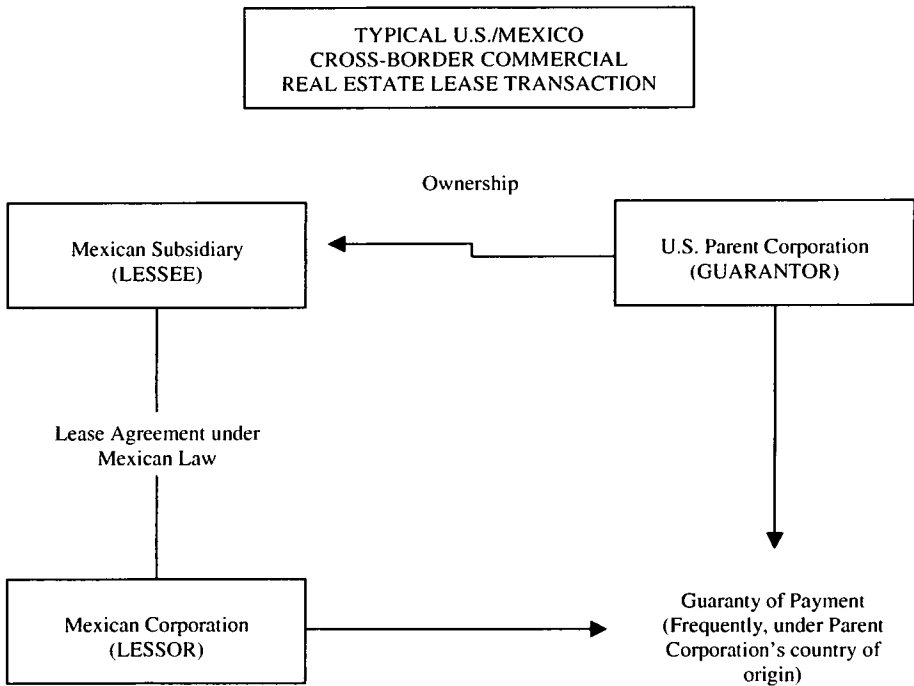 TYPICAL U.S./MEXICO
CROSS-BORDER COMMERCIAL
REAL ESTATE LEASE TRANSACTION
Ownership
Mexican Subsidiary
(LESSEE)
U.S. Parent Corporation
(GUARANTOR)
Lease Agreement under
Mexican Law
Mexican Corporation
(LESSOR)
Guaranty of Payment
(Frequently, under Parent
Corporation's country of
origin)